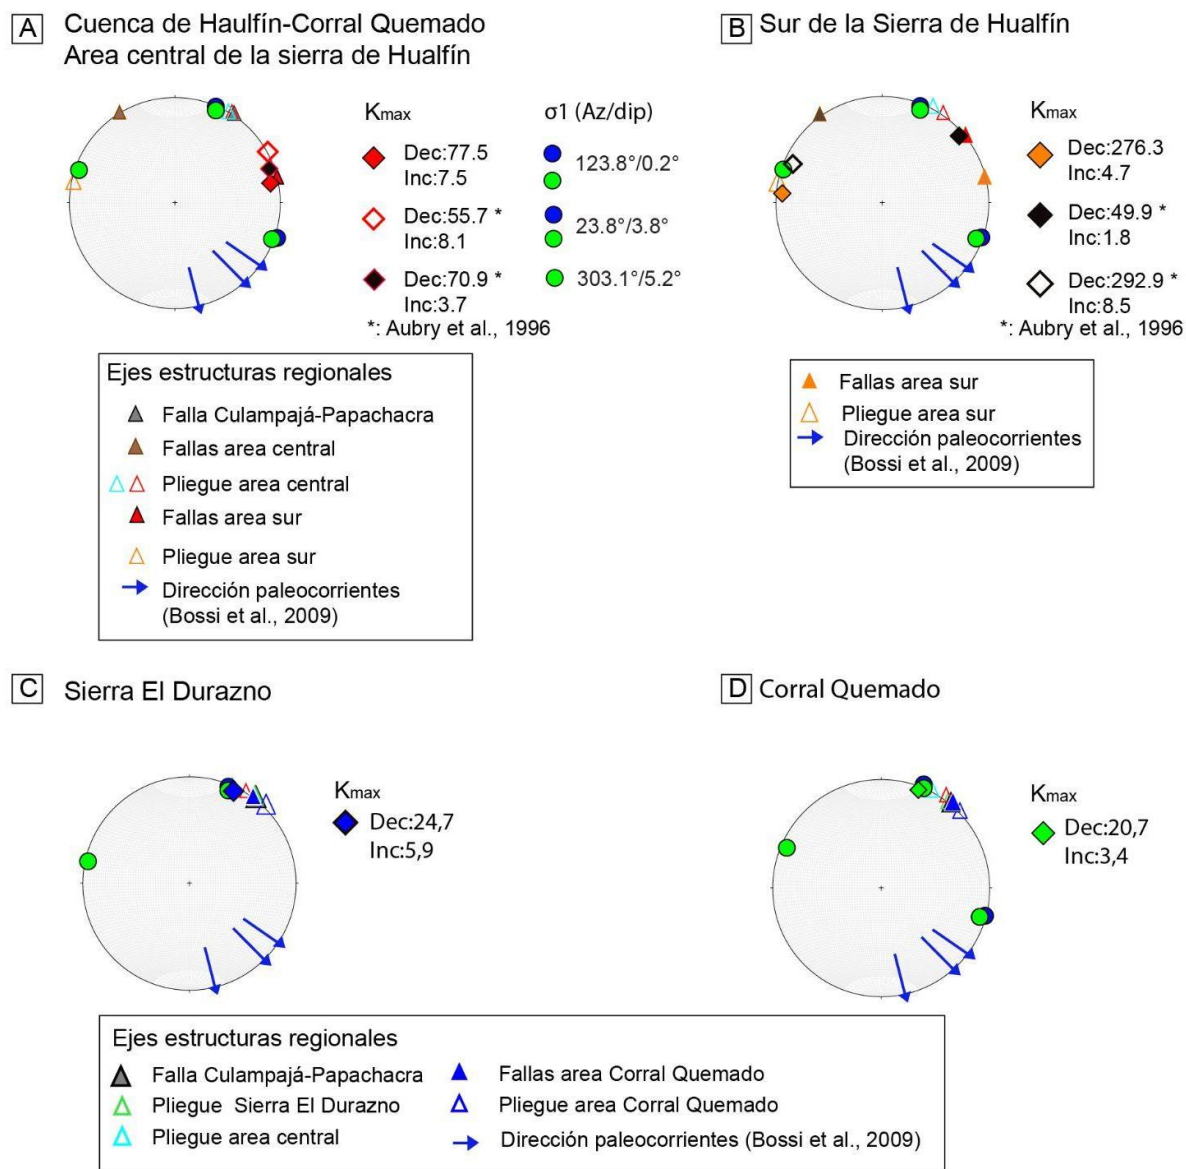 A Cuenca de Haulfín-Corral Quemado
Area central de la sierra de Hualfín
Kmax
Dec:77.5
Inc:7.5
Dec:55.7 *
Inc:8.1
Dec:70.9 *
Inc:3.7
*: Aubry et al., 1996
σ1 (Az/dip)
123.8°/0.2°
23.8°/3.8°
303.1°/5.2°
Ejes estructuras regionales
Falla Culampajá-Papachacra
Fallas area central
Pliegue area central
Fallas area sur
Pliegue area sur
Dirección paleocorrientes
(Bossi et al., 2009)
B Sur de la Sierra de Hualfín
Kmax
Dec:276.3
Inc:4.7
Dec:49.9 *
Inc:1.8
Dec:292.9 *
Inc:8.5
*: Aubry et al., 1996
Fallas area sur
Pliegue area sur
Dirección paleocorrientes
(Bossi et al., 2009)
C Sierra El Durazno
Kmax
Dec:24,7
Inc:5,9
D Corral Quemado
Kmax
Dec:20,7
Inc:3,4
Ejes estructuras regionales
Falla Culampajá-Papachacra
Pliegue Sierra El Durazno
Pliegue area central
Fallas area Corral Quemado
Pliegue area Corral Quemado
Dirección paleocorrientes (Bossi et al., 2009)